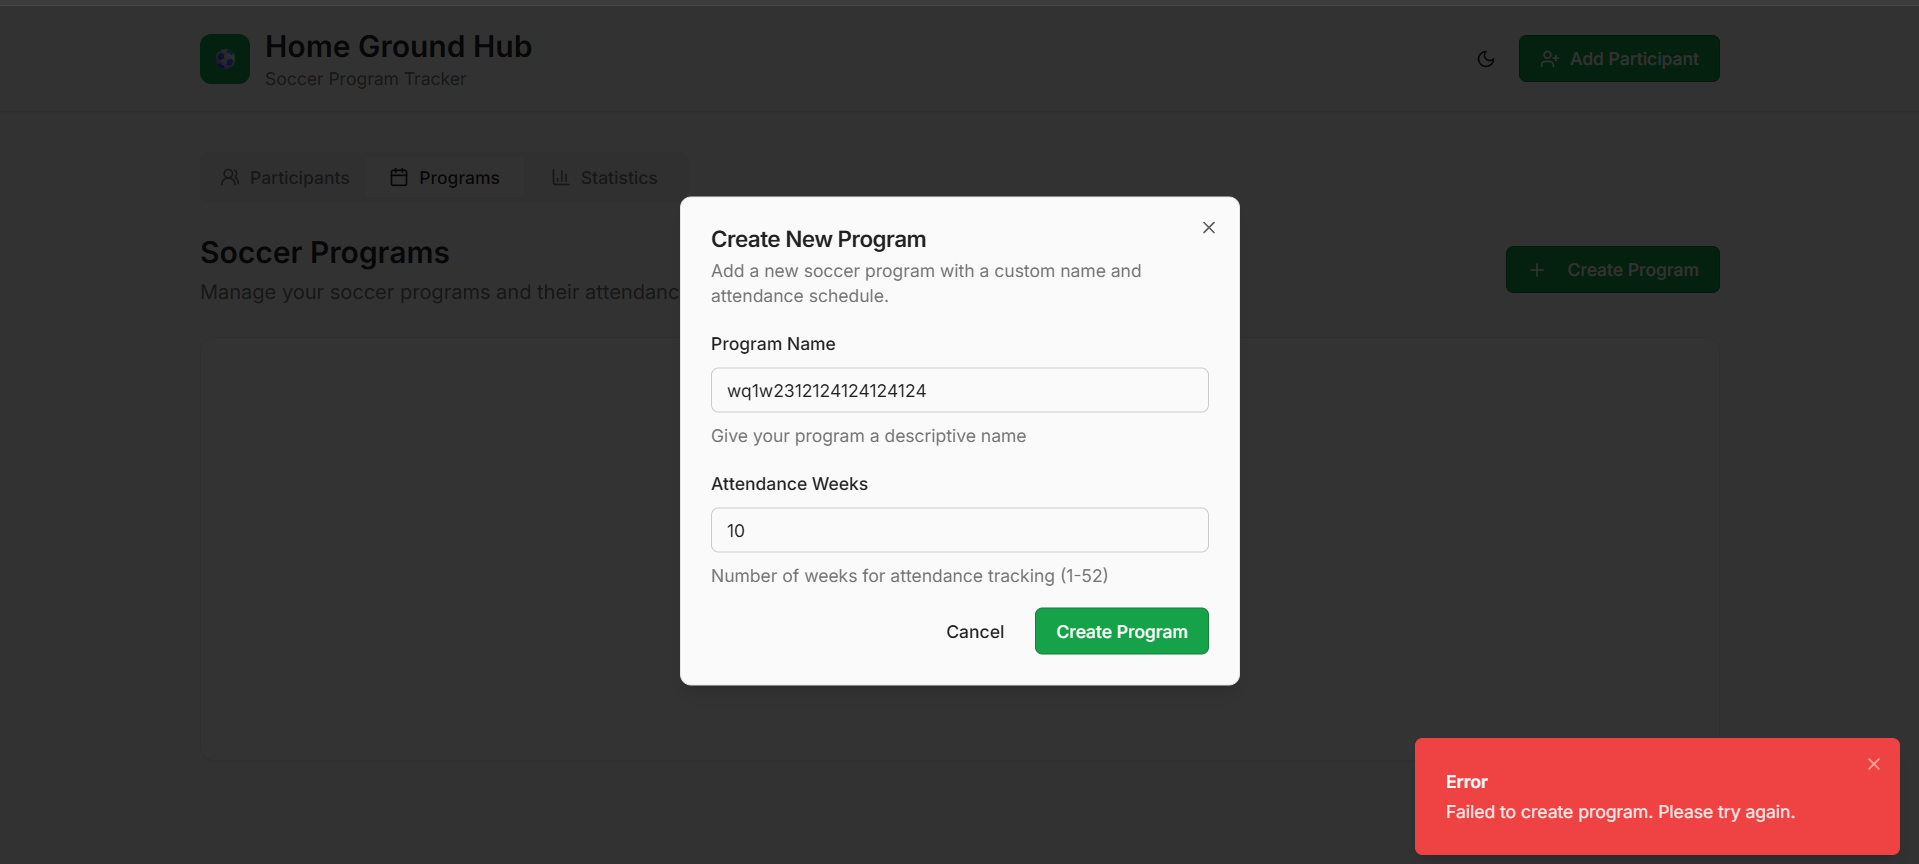 Home Ground Hub
Soccer Program Tracker
Add Participant
Participants
Programs
Statistics
Soccer Programs
Manage your soccer programs and their attendanc
Create Program
Create New Program
Add a new soccer program with a custom name and
attendance schedule.
Program Name
wq1w2312124124124124
Give your program a descriptive name
Attendance Weeks
10
Number of weeks for attendance tracking (1-52)
Cancel
Create Program
Error
Failed to create program. Please try again.